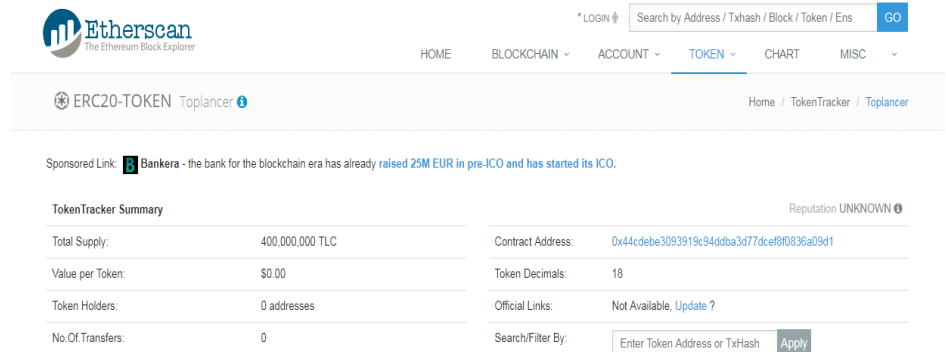 * LOGIN Search by Address / Txhash / Block / Token / Ens GO
Etherscan
The Ethereum Block Explorer
HOME BLOCKCHAIN ACCOUNT TOKEN CHART MISC
ERC20-TOKEN Toplancer
Home / TokenTracker / Toplancer
Sponsored Link: B Bankera - the bank for the blockchain era has already raised 25M EUR in pre-ICO and has started its ICO.
TokenTracker Summary
Reputation UNKNOWN
Total Supply: 400,000,000 TLC
Contract Address: 0x44cdebe3093919c94ddba3d77dcef8f0836a09d1
Value per Token: $0.00
Token Decimals: 18
Token Holders: 0 addresses
Official Links: Not Available, Update ?
No.Of.Transfers: 0
Search/Filter By: Enter Token Address or TxHash Apply